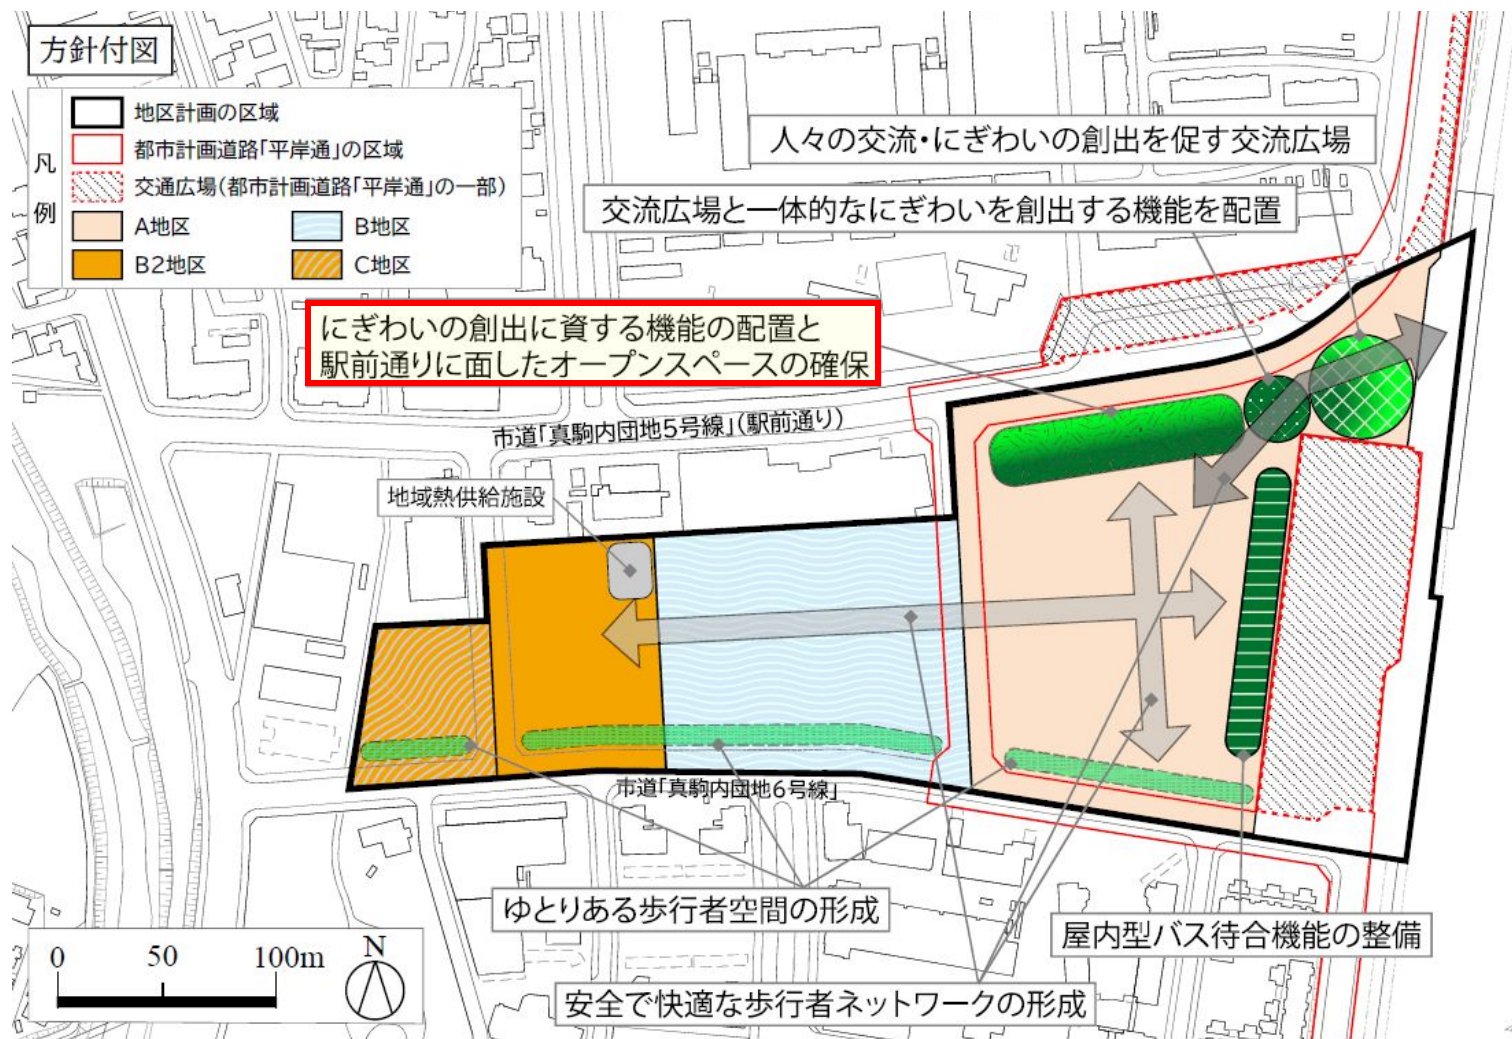 方針付図
凡例
地区計画の区域
都市計画道路「平岸通」の区域
交通広場(都市計画道路「平岸通」の一部)
A地区
B地区
B2地区
C地区
人々の交流・にぎわいの創出を促す交流広場
交流広場と一体的なにぎわいを創出する機能を配置
にぎわいの創出に資する機能の配置と
駅前通りに面したオープンスペースの確保
市道「真駒内団地5号線」(駅前通り)
地域熱供給施設
市道「真駒内団地6号線」
ゆとりある歩行者空間の形成
屋内型バス待合機能の整備
安全で快適な歩行者ネットワークの形成
0 50 100m
N